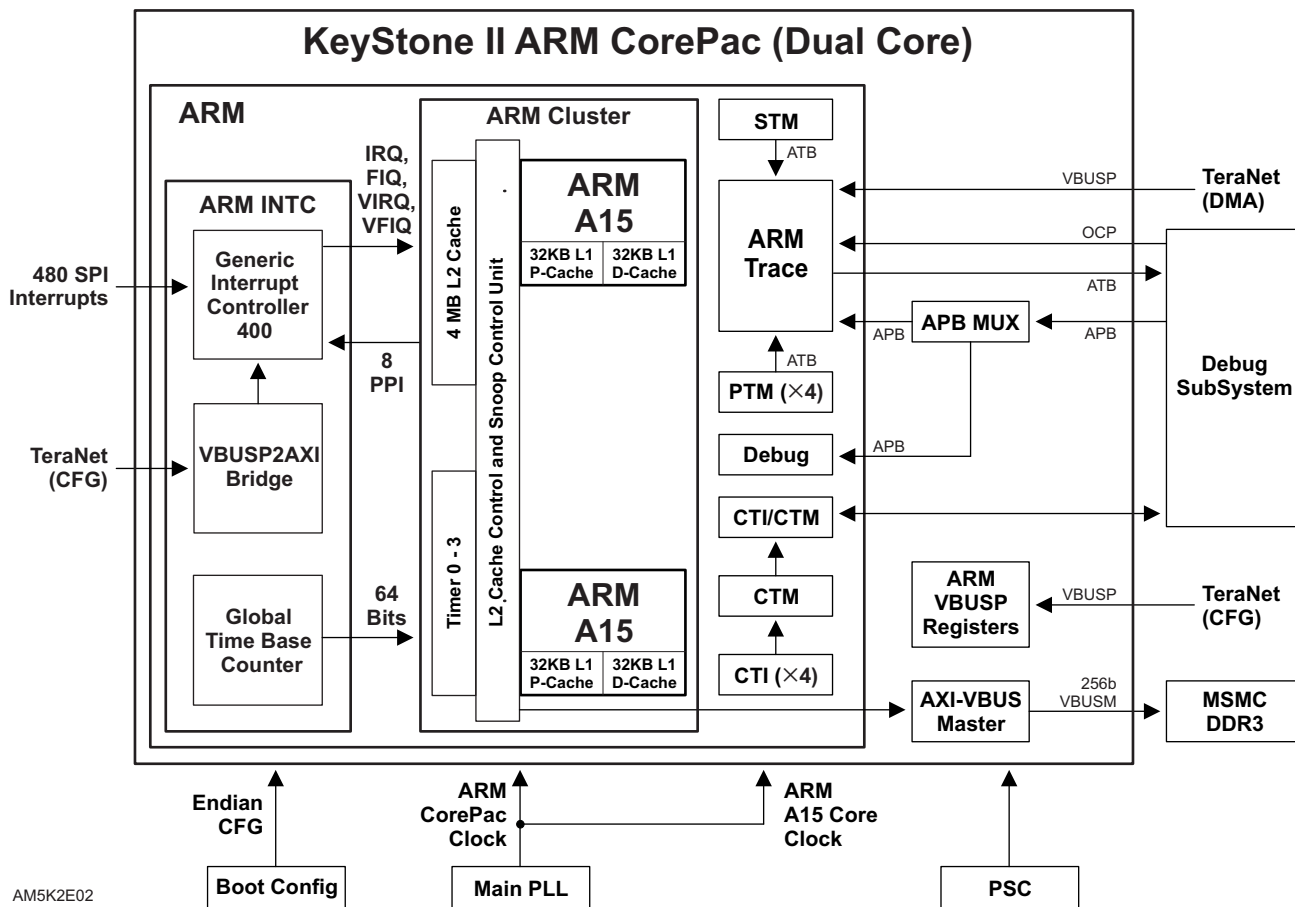 KeyStone II ARM CorePac (Dual Core)
ARM
ARM INTC
Generic
Interrupt
Controller
400
VBUSP2AXI
Bridge
Global
Time Base
Counter
480 SPI
Interrupts
TeraNet
(CFG)
IRQ,
FIQ,
VIRQ,
VFIQ
8
PPI
64
Bits
ARM Cluster
4 MB L2 Cache
Timer 0 - 3
L2 Cache Control and Snoop Control Unit
ARM
A15
32KB L1
P-Cache
32KB L1
D-Cache
ARM
A15
32KB L1
P-Cache
32KB L1
D-Cache
STM
ATB
ARM
Trace
ATB
PTM (×4)
Debug
CTI/CTM
CTM
CTI (×4)
VBUSP
TeraNet
(DMA)
OCP
ATB
APB
APB MUX
APB
APB
Debug
SubSystem
ARM
VBUSP
Registers
VBUSP
TeraNet
(CFG)
AXI-VBUS
Master
256b
VBUSM
MSMC
DDR3
Endian
CFG
ARM
CorePac
Clock
ARM
A15 Core
Clock
Boot Config
Main PLL
PSC
AM5K2E02